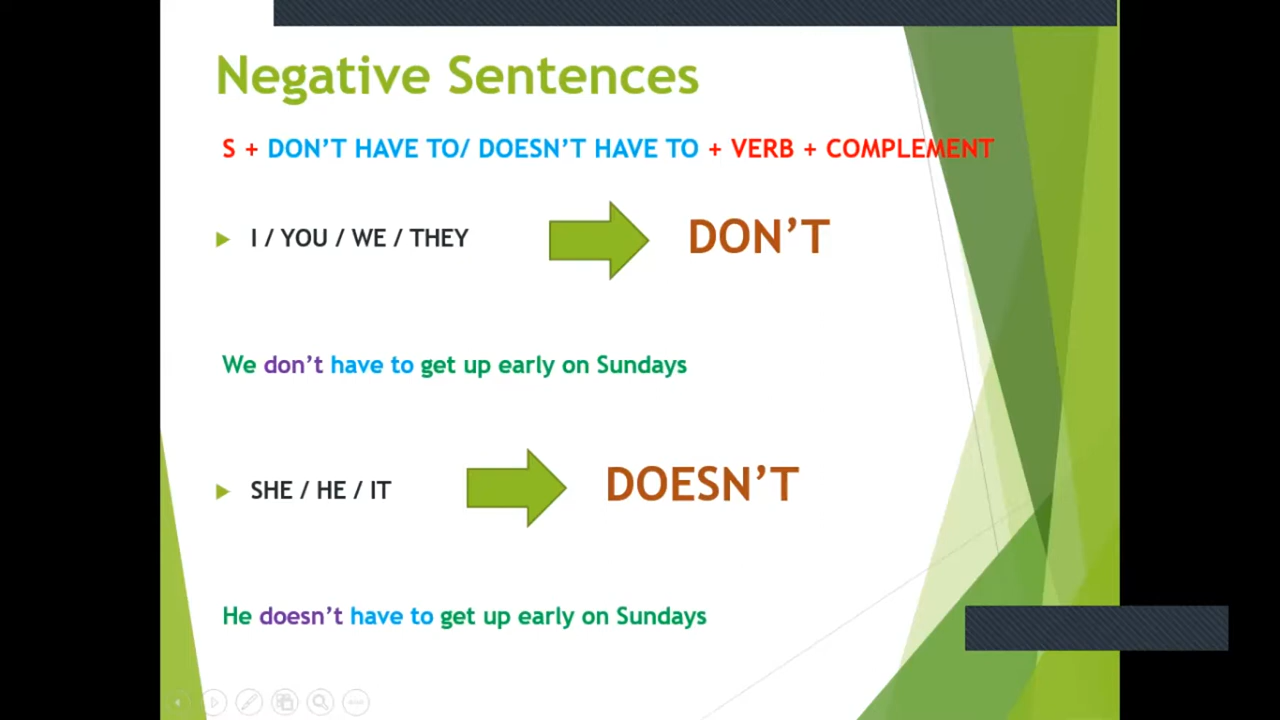 Negative Sentences
S + DON’T HAVE TO/ DOESN’T HAVE TO + VERB + COMPLEMENT
I / YOU / WE / THEY
DON’T
We don’t have to get up early on Sundays
SHE / HE / IT
DOESN’T
He doesn’t have to get up early on Sundays